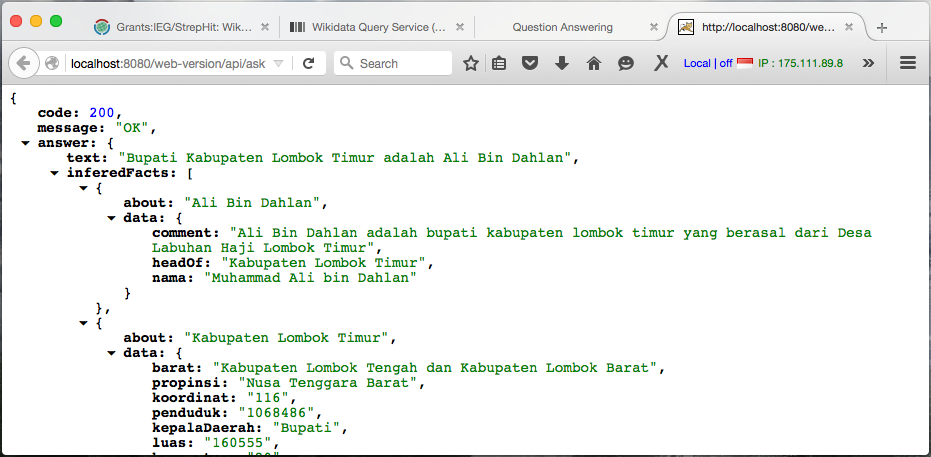 Grants:IEG/StrepHit: Wik…
Wikidata Query Service (…
Question Answering
http://localhost:8080/we…
localhost:8080/web-version/api/ask
Search
Local | off
IP : 175.111.89.8
{
code: 200,
message: "OK",
answer: {
text: "Bupati Kabupaten Lombok Timur adalah Ali Bin Dahlan",
inferedFacts: [
{
about: "Ali Bin Dahlan",
data: {
comment: "Ali Bin Dahlan adalah bupati kabupaten lombok timur yang berasal dari Desa
Labuhan Haji Lombok Timur",
headOf: "Kabupaten Lombok Timur",
nama: "Muhammad Ali bin Dahlan"
}
},
{
about: "Kabupaten Lombok Timur",
data: {
barat: "Kabupaten Lombok Tengah dan Kabupaten Lombok Barat",
propinsi: "Nusa Tenggara Barat",
koordinat: "116",
penduduk: "1068486",
kepalaDaerah: "Bupati",
luas: "160555",